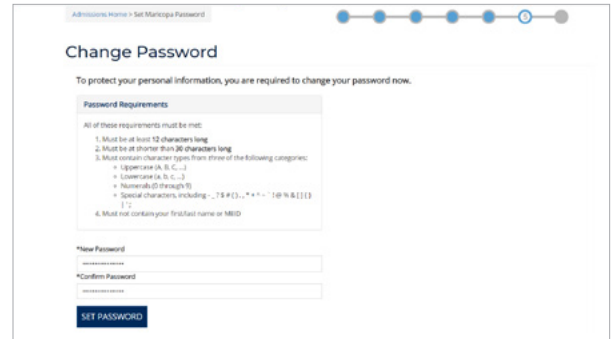 Admissions Home > Set Maricopa Password
5
Change Password
To protect your personal information, you are required to change your password now.
Password Requirements
All of these requirements must be met:
1. Must be at least 12 characters long
2. Must be at shorter than 30 characters long
3. Must contain character types from three of the following categories:
Uppercase (A, B, C, ...)
Lowercase (a, b, c, ...)
Numerals (0 through 9)
Special characters, including
4. Must not contain your first/last name or MEID
*New Password
*Confirm Password
SET PASSWORD